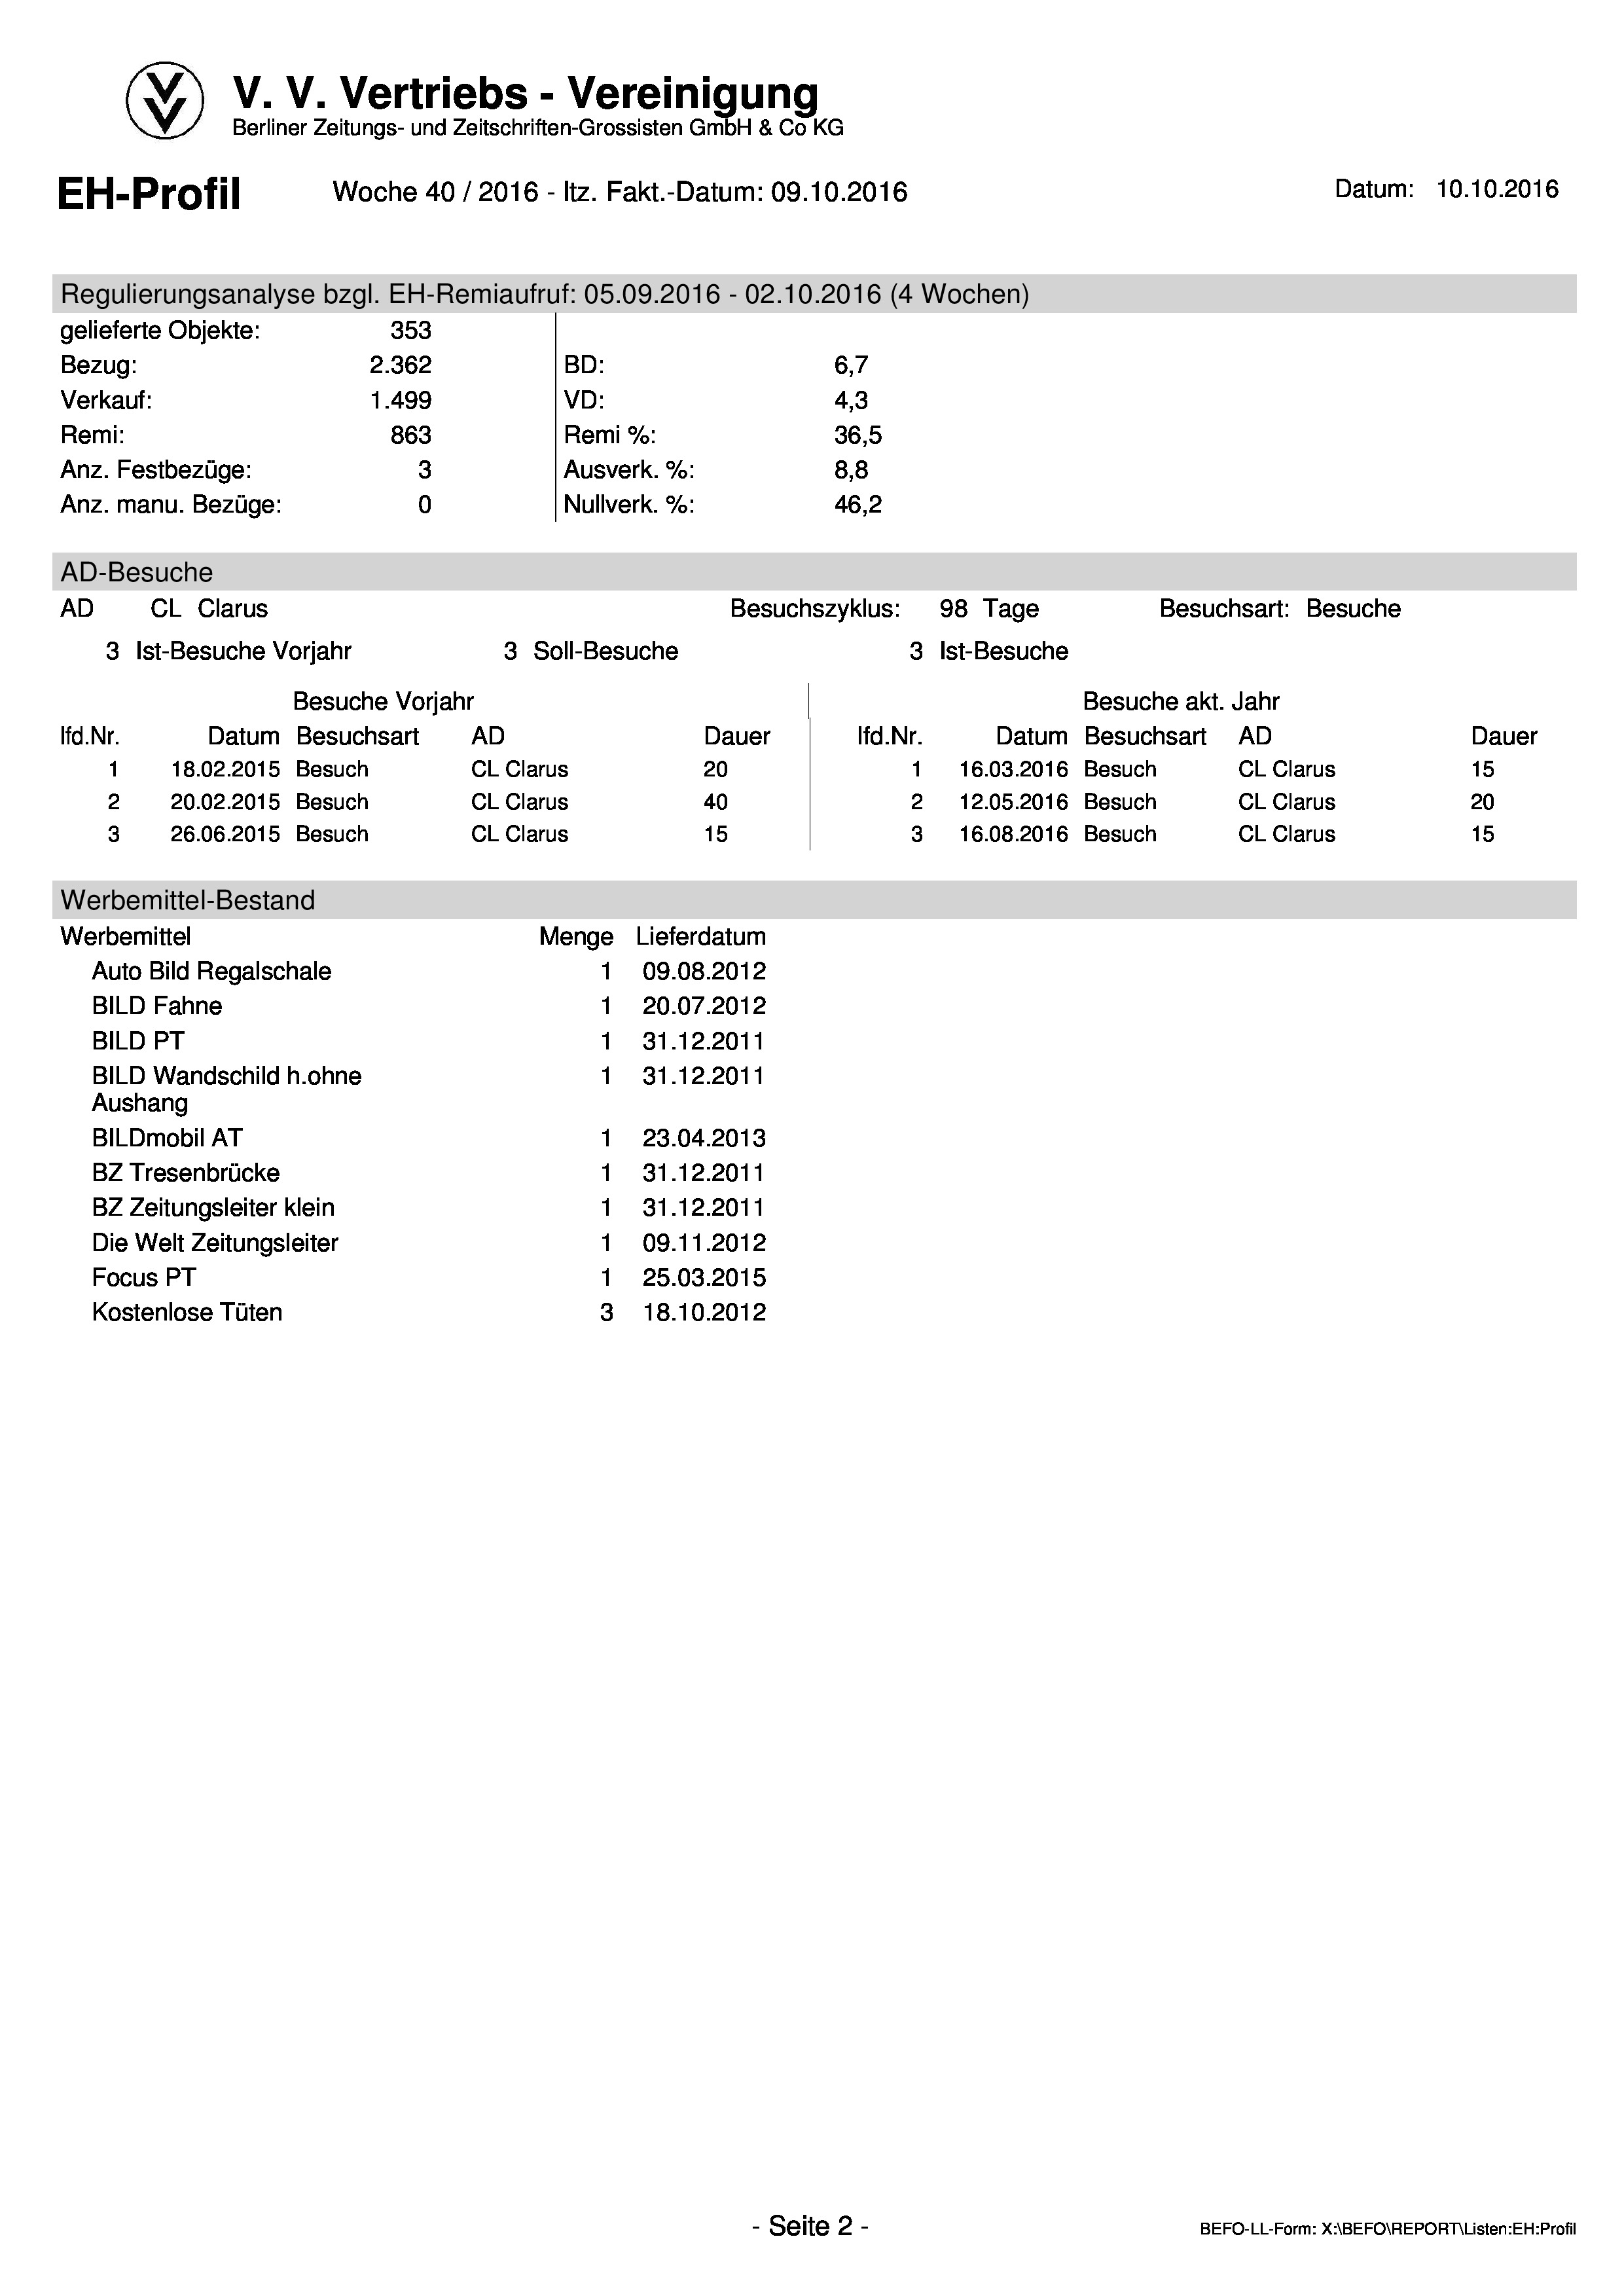 V. V. Vertriebs - Vereinigung
Berliner Zeitungs- und Zeitschriften-Grossisten GmbH & Co KG
EH-Profil Woche 40 / 2016 - ltz. Fakt.-Datum: 09.10.2016 Datum: 10.10.2016
Regulierungsanalyse bzgl. EH-Remiaufruf: 05.09.2016 - 02.10.2016 (4 Wochen)
gelieferte Objekte: 353
Bezug: 2.362 BD: 6,7
Verkauf: 1.499 VD: 4,3
Remi: 863 Remi %: 36,5
Anz. Festbezüge: 3 Ausverk. %: 8,8
Anz. manu. Bezüge: 0 Nullverk. %: 46,2
AD-Besuche
AD CL Clarus Besuchszyklus: 98 Tage Besuchsart: Besuche
3 Ist-Besuche Vorjahr 3 Soll-Besuche 3 Ist-Besuche
Besuche Vorjahr Besuche akt. Jahr
lfd.Nr. Datum Besuchsart AD Dauer lfd.Nr. Datum Besuchsart AD Dauer
1 18.02.2015 Besuch CL Clarus 20 1 16.03.2016 Besuch CL Clarus 15
2 20.02.2015 Besuch CL Clarus 40 2 12.05.2016 Besuch CL Clarus 20
3 26.06.2015 Besuch CL Clarus 15 3 16.08.2016 Besuch CL Clarus 15
Werbemittel-Bestand
Werbemittel Menge Lieferdatum
Auto Bild Regalschale 1 09.08.2012
BILD Fahne 1 20.07.2012
BILD PT 1 31.12.2011
BILD Wandschild h.ohne 1 31.12.2011
Aushang
BILDmobil AT 1 23.04.2013
BZ Tresenbrücke 1 31.12.2011
BZ Zeitungsleiter klein 1 31.12.2011
Die Welt Zeitungsleiter 1 09.11.2012
Focus PT 1 25.03.2015
Kostenlose Tüten 3 18.10.2012
- Seite 2 - BEFO-LL-Form: X:\BEFO\REPORT\Listen:EH:Profil